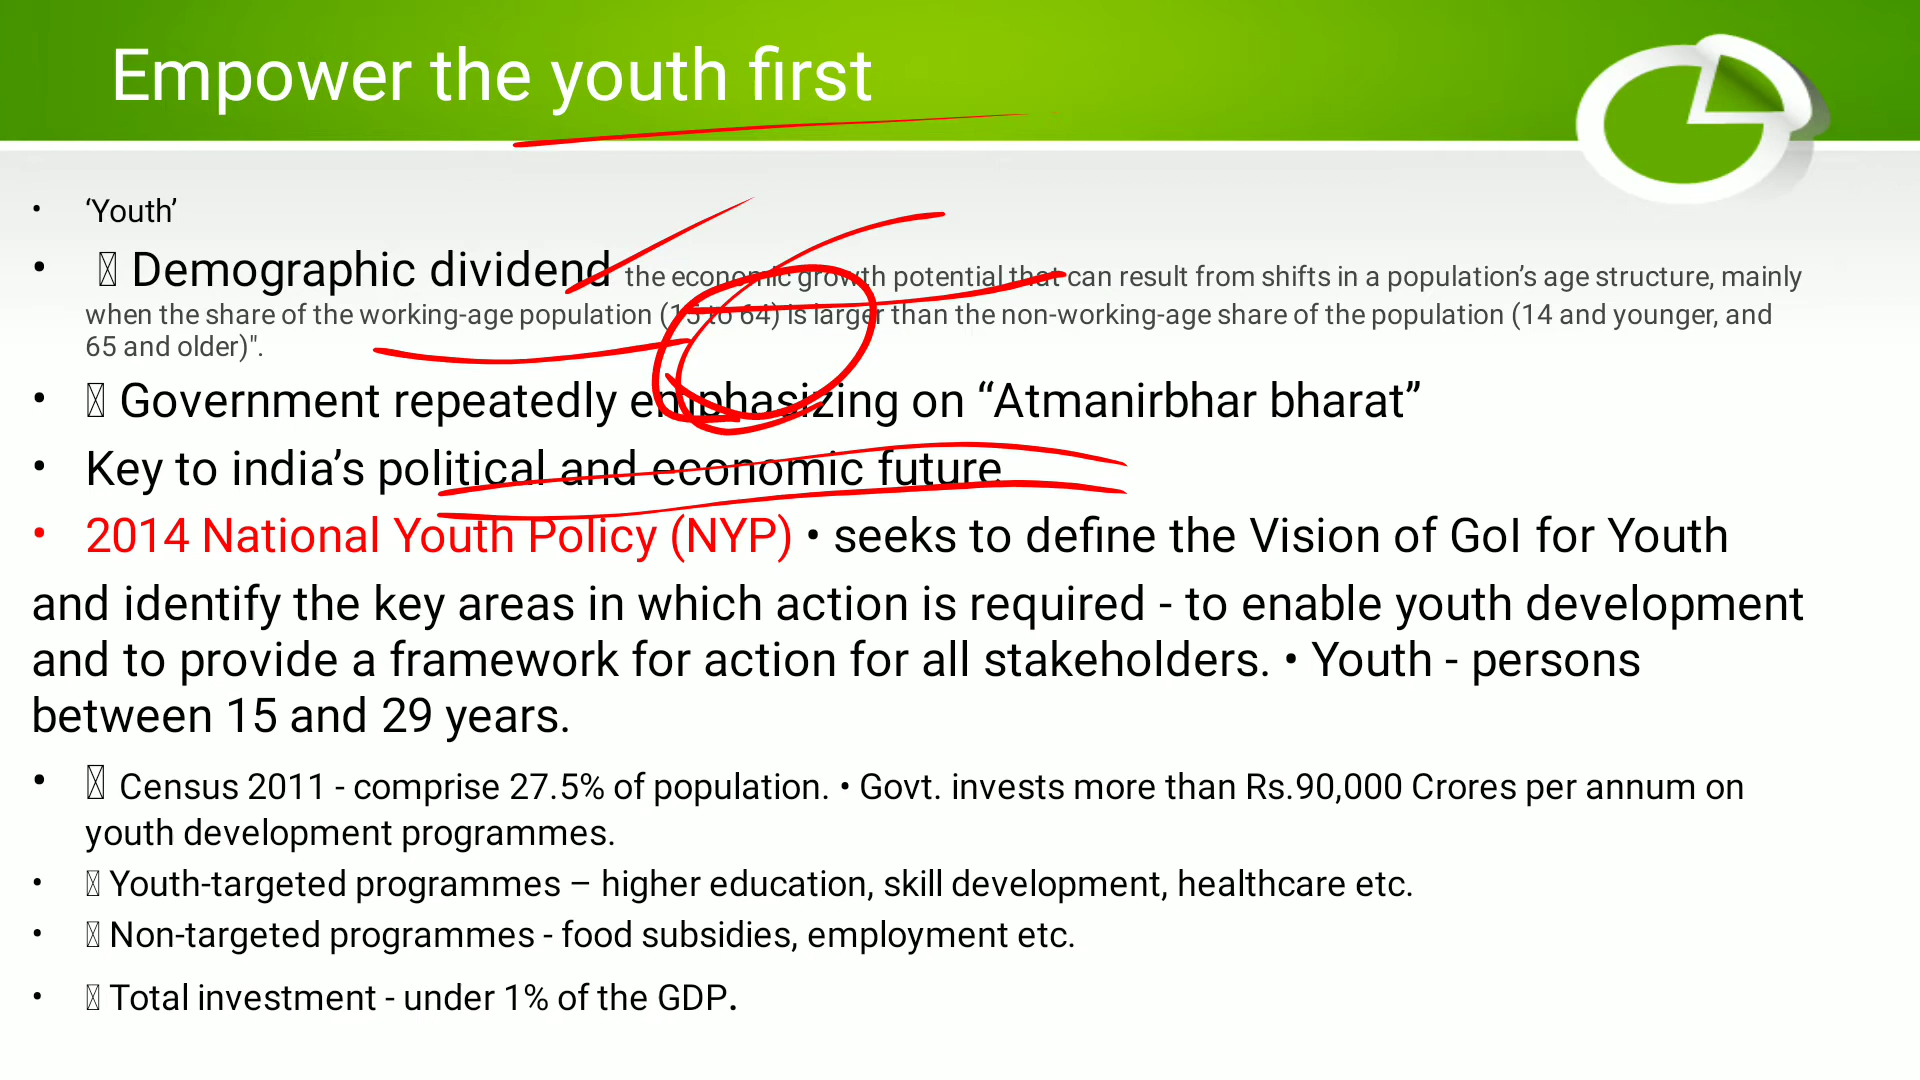 Empower the youth first
• ‘Youth’
• Demographic dividend the economic growth potential that can result from shifts in a population’s age structure, mainly
when the share of the working-age population (15 to 64) is larger than the non-working-age share of the population (14 and younger, and
65 and older)".
• Government repeatedly emphasizing on “Atmanirbhar bharat”
• Key to india’s political and economic future
• 2014 National Youth Policy (NYP) • seeks to define the Vision of GoI for Youth
and identify the key areas in which action is required - to enable youth development
and to provide a framework for action for all stakeholders. • Youth - persons
between 15 and 29 years.
• Census 2011 - comprise 27.5% of population. • Govt. invests more than Rs.90,000 Crores per annum on
youth development programmes.
• Youth-targeted programmes – higher education, skill development, healthcare etc.
• Non-targeted programmes - food subsidies, employment etc.
• Total investment - under 1% of the GDP.